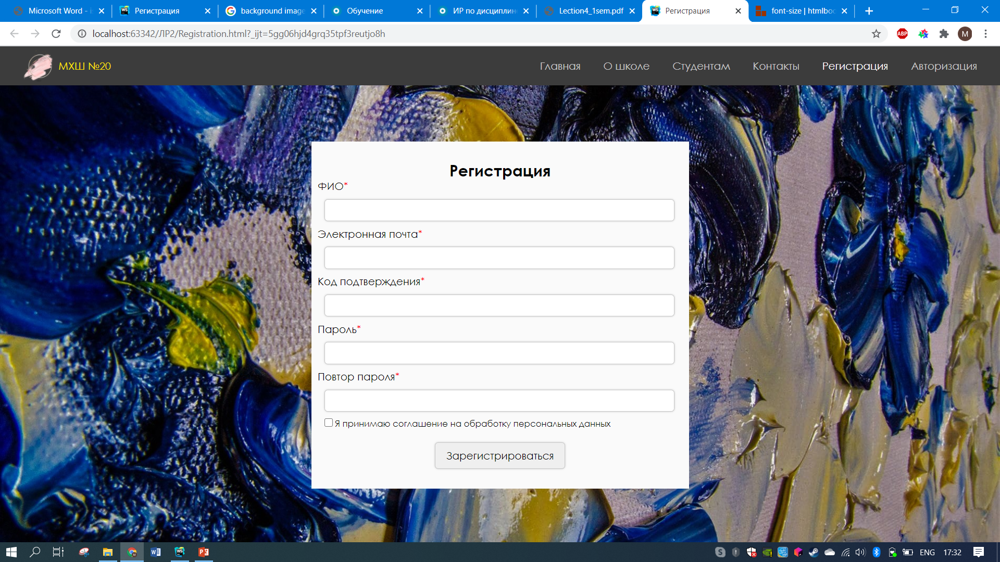 Microsoft Word - i
Регистрация
background image
Обучение
ИР по дисциплин
Lection4_1sem.pdf
Регистрация
font-size | htmlboo
localhost:63342/ЛР2/Registration.html?_ijt=5gg06hjd4grq35tpf3reutjo8h
ABP
M
МХШ №20
Главная
О школе
Студентам
Контакты
Регистрация
Авторизация
Регистрация
ФИО*
Электронная почта*
Код подтверждения*
Пароль*
Повтор пароля*
Я принимаю соглашение на обработку персональных данных
Зарегистрироваться
ENG
17:32